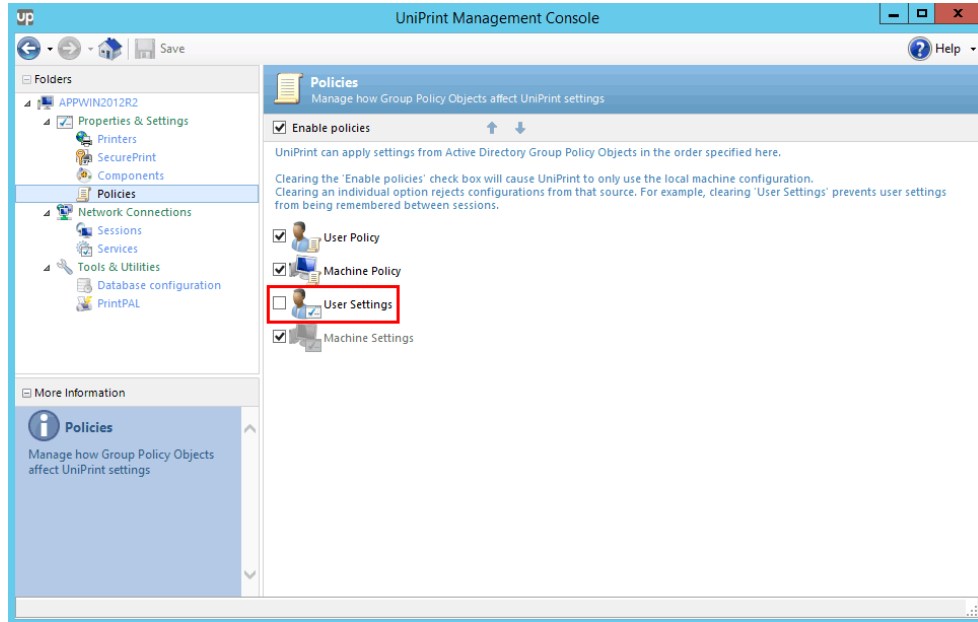 UP
UniPrint Management Console
Save
Help
Folders
APPWIN2012R2
Properties & Settings
Printers
SecurePrint
Components
Policies
Network Connections
Sessions
Services
Tools & Utilities
Database configuration
PrintPAL
More Information
Policies
Manage how Group Policy Objects
affect UniPrint settings
Policies
Manage how Group Policy Objects affect UniPrint settings
Enable policies
UniPrint can apply settings from Active Directory Group Policy Objects in the order specified here.
Clearing the 'Enable policies' check box will cause UniPrint to only use the local machine configuration.
Clearing an individual option rejects configurations from that source. For example, clearing 'User Settings' prevents user settings
from being remembered between sessions.
User Policy
Machine Policy
User Settings
Machine Settings